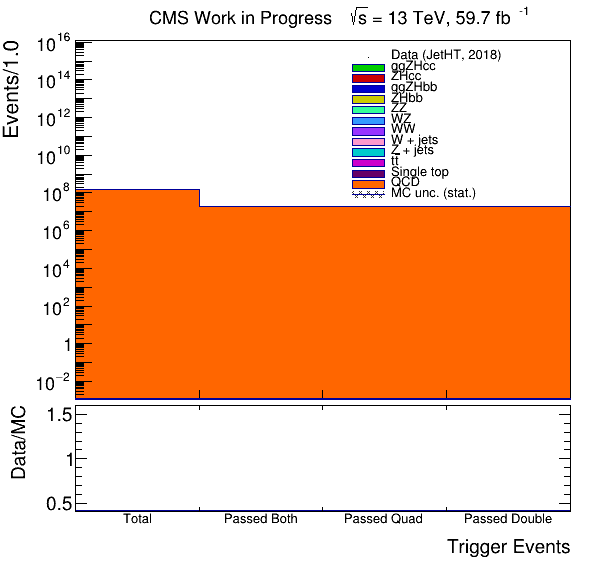 CMS Work in Progress √s = 13 TeV, 59.7 fb⁻¹
Events/1.0
10¹⁶
10¹⁴
10¹²
10¹⁰
10⁸
10⁶
10⁴
10²
1
10⁻²
Data (JetHT, 2018)
ggZHcc
ZHcc
ggZHbb
ZHbb
ZZ
WZ
WW
W + jets
Z + jets
tt
Single top
QCD
MC unc. (stat.)
Data/MC
1.5
1
0.5
Total Passed Both Passed Quad Passed Double
Trigger Events